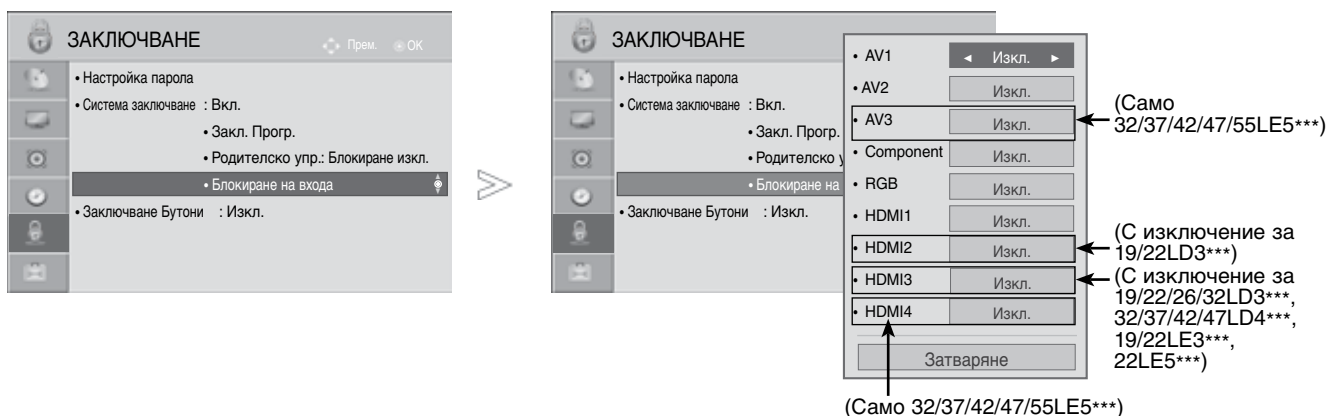 ЗАКЛЮЧВАНЕ
Прем. OK
• Настройка парола
• Система заключване : Вкл.
• Закл. Прогр.
• Родителско упр.: Блокиране изкл.
• Блокиране на входа
• Заключване Бутони : Изкл.
ЗАКЛЮЧВАНЕ
• Настройка парола
• Система заключване : Вкл.
• Закл. Прогр.
• Родителско у
• Блокиране на
• Заключване Бутони : Изкл.
• AV1 ◄ Изкл. ►
• AV2 Изкл.
• AV3 Изкл.
• Component Изкл.
• RGB Изкл.
• HDMI1 Изкл.
• HDMI2 Изкл.
• HDMI3 Изкл.
• HDMI4 Изкл.
Затваряне
(Само
32/37/42/47/55LE5***)
(С изключение за
19/22LD3***)
(С изключение за
19/22/26/32LD3***,
32/37/42/47LD4***,
19/22LE3***,
22LE5***)
(Само 32/37/42/47/55LE5***)